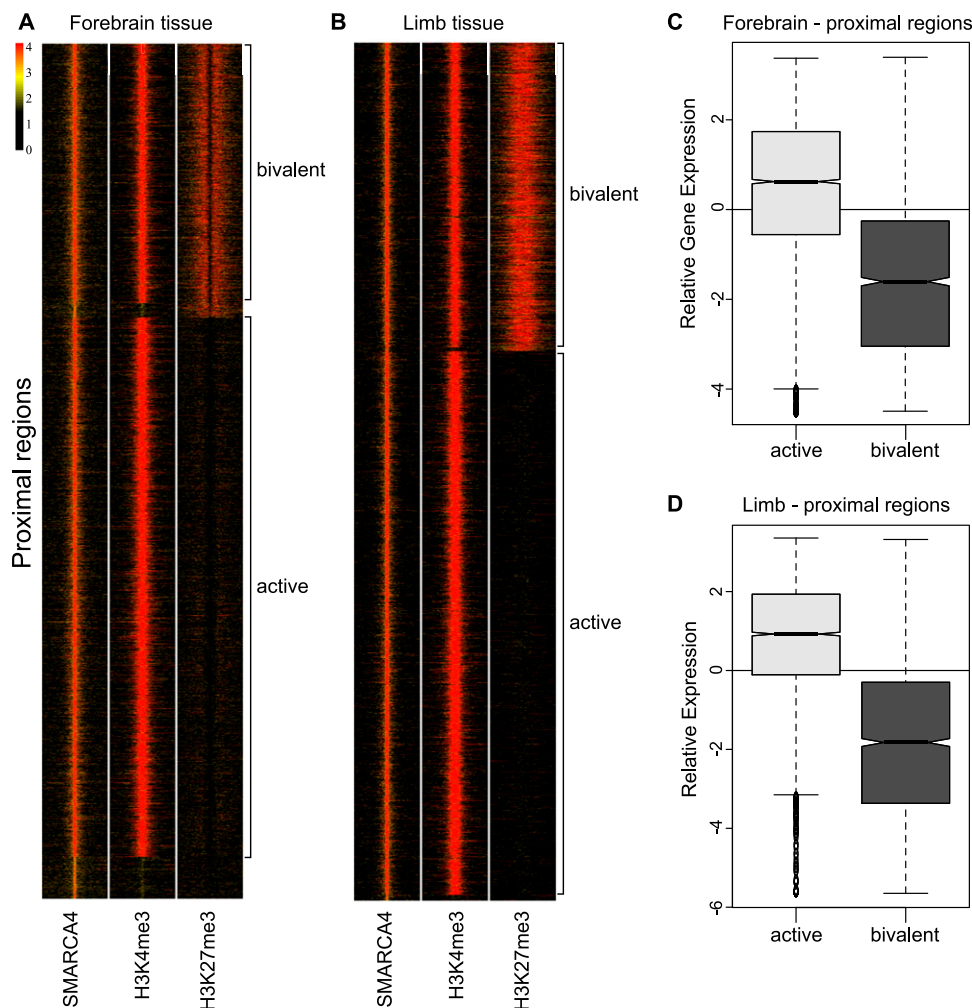 A Forebrain tissue
4
3
2
1
0
bivalent
active
Proximal regions
SMARCA4
H3K4me3
H3K27me3
B Limb tissue
bivalent
active
SMARCA4
H3K4me3
H3K27me3
C Forebrain - proximal regions
Relative Gene Expression
2
0
-2
-4
active bivalent
D Limb - proximal regions
Relative Expression
2
0
-2
-4
-6
active bivalent